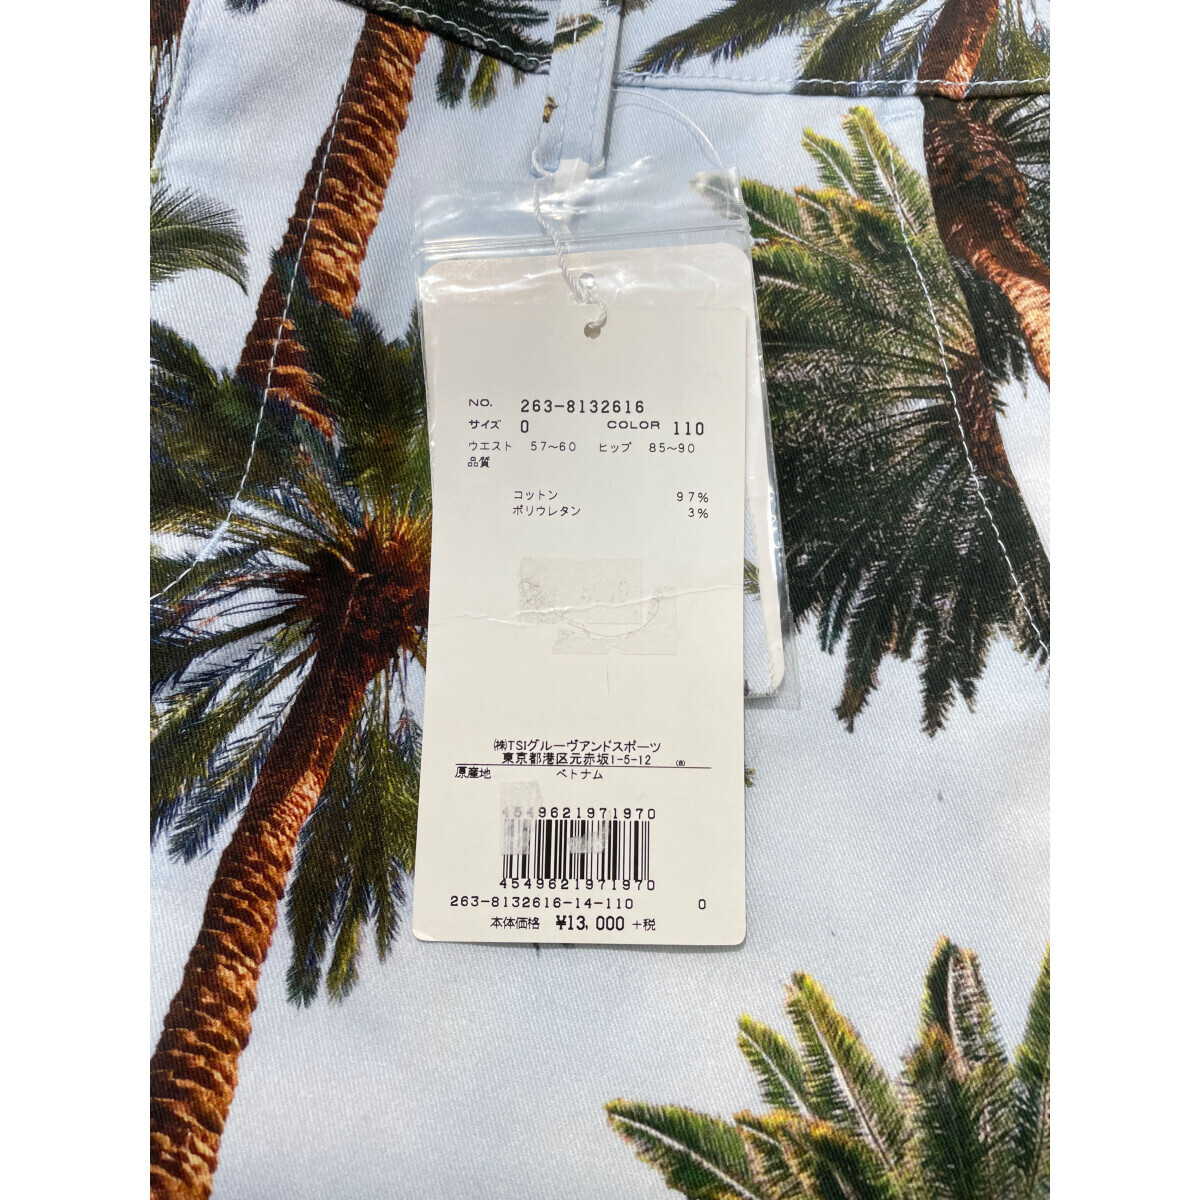 NO. 263-8132616
サイズ 0 COLOR 110
ウエスト 57〜60 ヒップ 85〜90
品質
コットン 97%
ポリウレタン 3%
㈱TSIグルーヴアンドスポーツ
東京都港区元赤坂1-5-12 (B)
原産地 ベトナム
4549621971970
4549621971970
263-8132616-14-110 0
本体価格 ¥13,000 +税